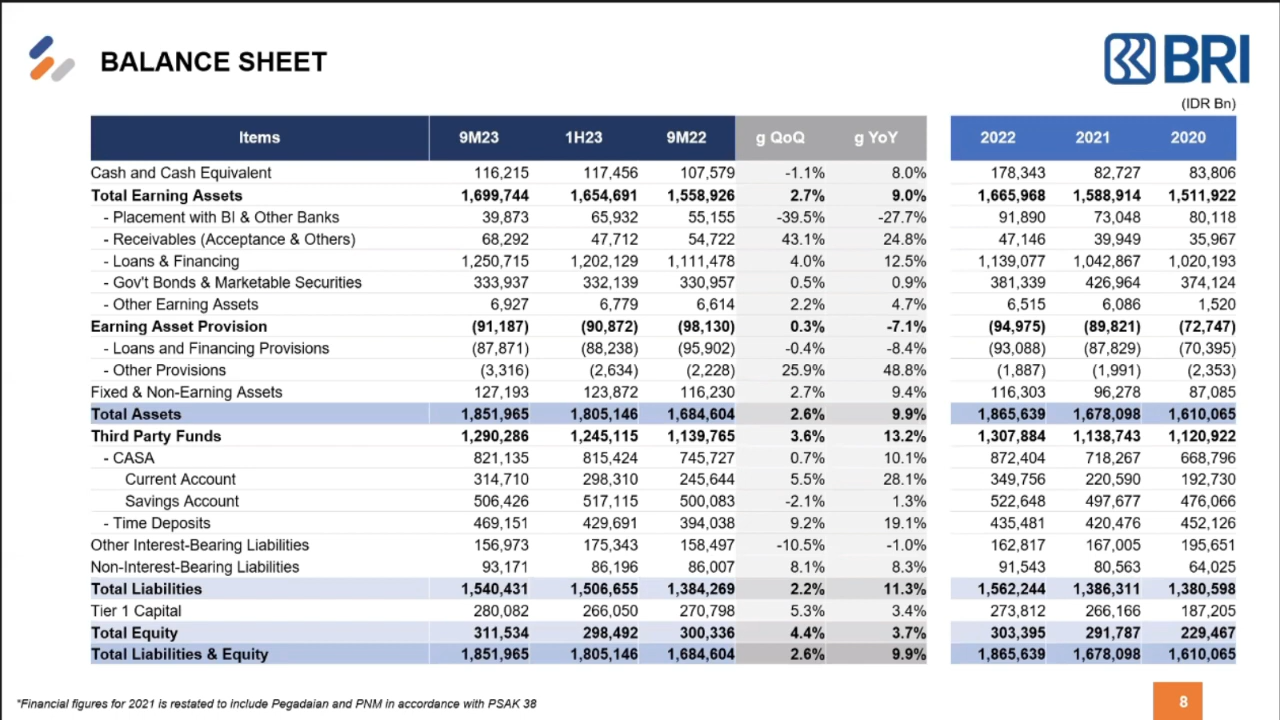 BALANCE SHEET
BRI
(IDR Bn)
Items 9M23 1H23 9M22 g QoQ g YoY 2022 2021 2020
Cash and Cash Equivalent 116,215 117,456 107,579 -1.1% 8.0% 178,343 82,727 83,806
Total Earning Assets 1,699,744 1,654,691 1,558,926 2.7% 9.0% 1,665,968 1,588,914 1,511,922
- Placement with BI & Other Banks 39,873 65,932 55,155 -39.5% -27.7% 91,890 73,048 80,118
- Receivables (Acceptance & Others) 68,292 47,712 54,722 43.1% 24.8% 47,146 39,949 35,967
- Loans & Financing 1,250,715 1,202,129 1,111,478 4.0% 12.5% 1,139,077 1,042,867 1,020,193
- Gov't Bonds & Marketable Securities 333,937 332,139 330,957 0.5% 0.9% 381,339 426,964 374,124
- Other Earning Assets 6,927 6,779 6,614 2.2% 4.7% 6,515 6,086 1,520
Earning Asset Provision (91,187) (90,872) (98,130) 0.3% -7.1% (94,975) (89,821) (72,747)
- Loans and Financing Provisions (87,871) (88,238) (95,902) -0.4% -8.4% (93,088) (87,829) (70,395)
- Other Provisions (3,316) (2,634) (2,228) 25.9% 48.8% (1,887) (1,991) (2,353)
Fixed & Non-Earning Assets 127,193 123,872 116,230 2.7% 9.4% 116,303 96,278 87,085
Total Assets 1,851,965 1,805,146 1,684,604 2.6% 9.9% 1,865,639 1,678,098 1,610,065
Third Party Funds 1,290,286 1,245,115 1,139,765 3.6% 13.2% 1,307,884 1,138,743 1,120,922
- CASA 821,135 815,424 745,727 0.7% 10.1% 872,404 718,267 668,796
Current Account 314,710 298,310 245,644 5.5% 28.1% 349,756 220,590 192,730
Savings Account 506,426 517,115 500,083 -2.1% 1.3% 522,648 497,677 476,066
- Time Deposits 469,151 429,691 394,038 9.2% 19.1% 435,481 420,476 452,126
Other Interest-Bearing Liabilities 156,973 175,343 158,497 -10.5% -1.0% 162,817 167,005 195,651
Non-Interest-Bearing Liabilities 93,171 86,196 86,007 8.1% 8.3% 91,543 80,563 64,025
Total Liabilities 1,540,431 1,506,655 1,384,269 2.2% 11.3% 1,562,244 1,386,311 1,380,598
Tier 1 Capital 280,082 266,050 270,798 5.3% 3.4% 273,812 266,166 187,205
Total Equity 311,534 298,492 300,336 4.4% 3.7% 303,395 291,787 229,467
Total Liabilities & Equity 1,851,965 1,805,146 1,684,604 2.6% 9.9% 1,865,639 1,678,098 1,610,065
*Financial figures for 2021 is restated to include Pegadaian and PNM in accordance with PSAK 38
8